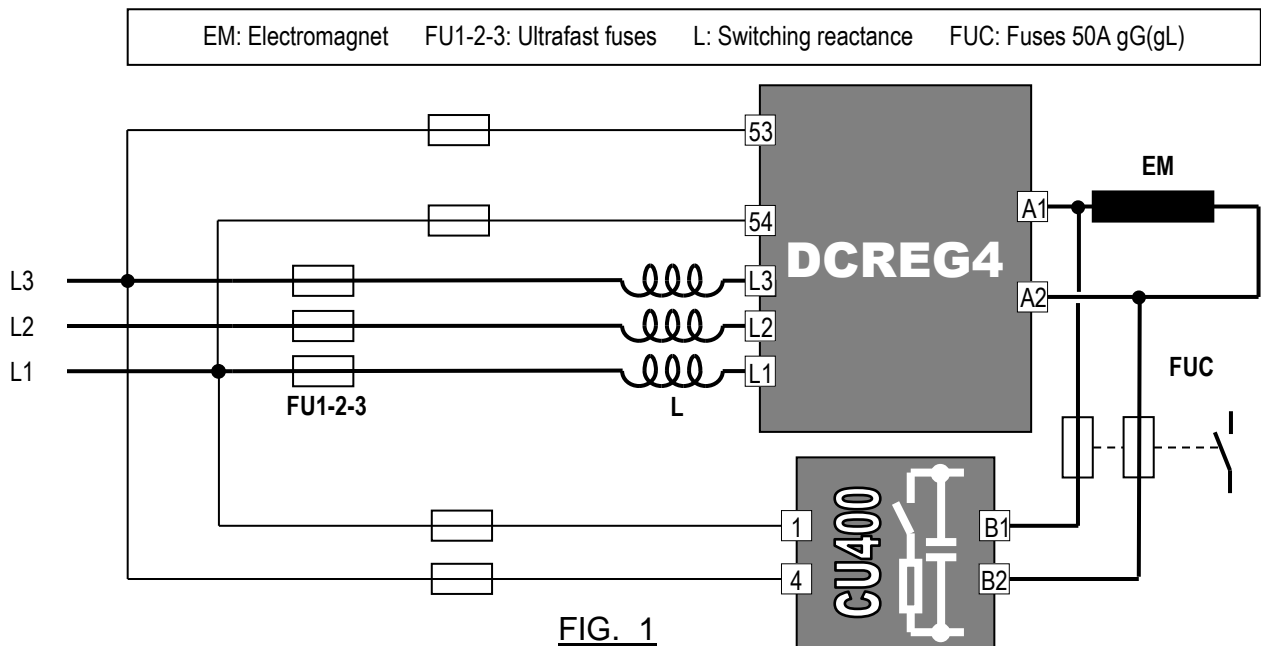 EM: Electromagnet FU1-2-3: Ultrafast fuses L: Switching reactance FUC: Fuses 50A gG(gL)
53
EM
A1
54
DCREG4
L3 L3
A2
L2 L2
L1 L1
FUC
FU1-2-3 L
CU400
1 B1
4 B2
FIG. 1